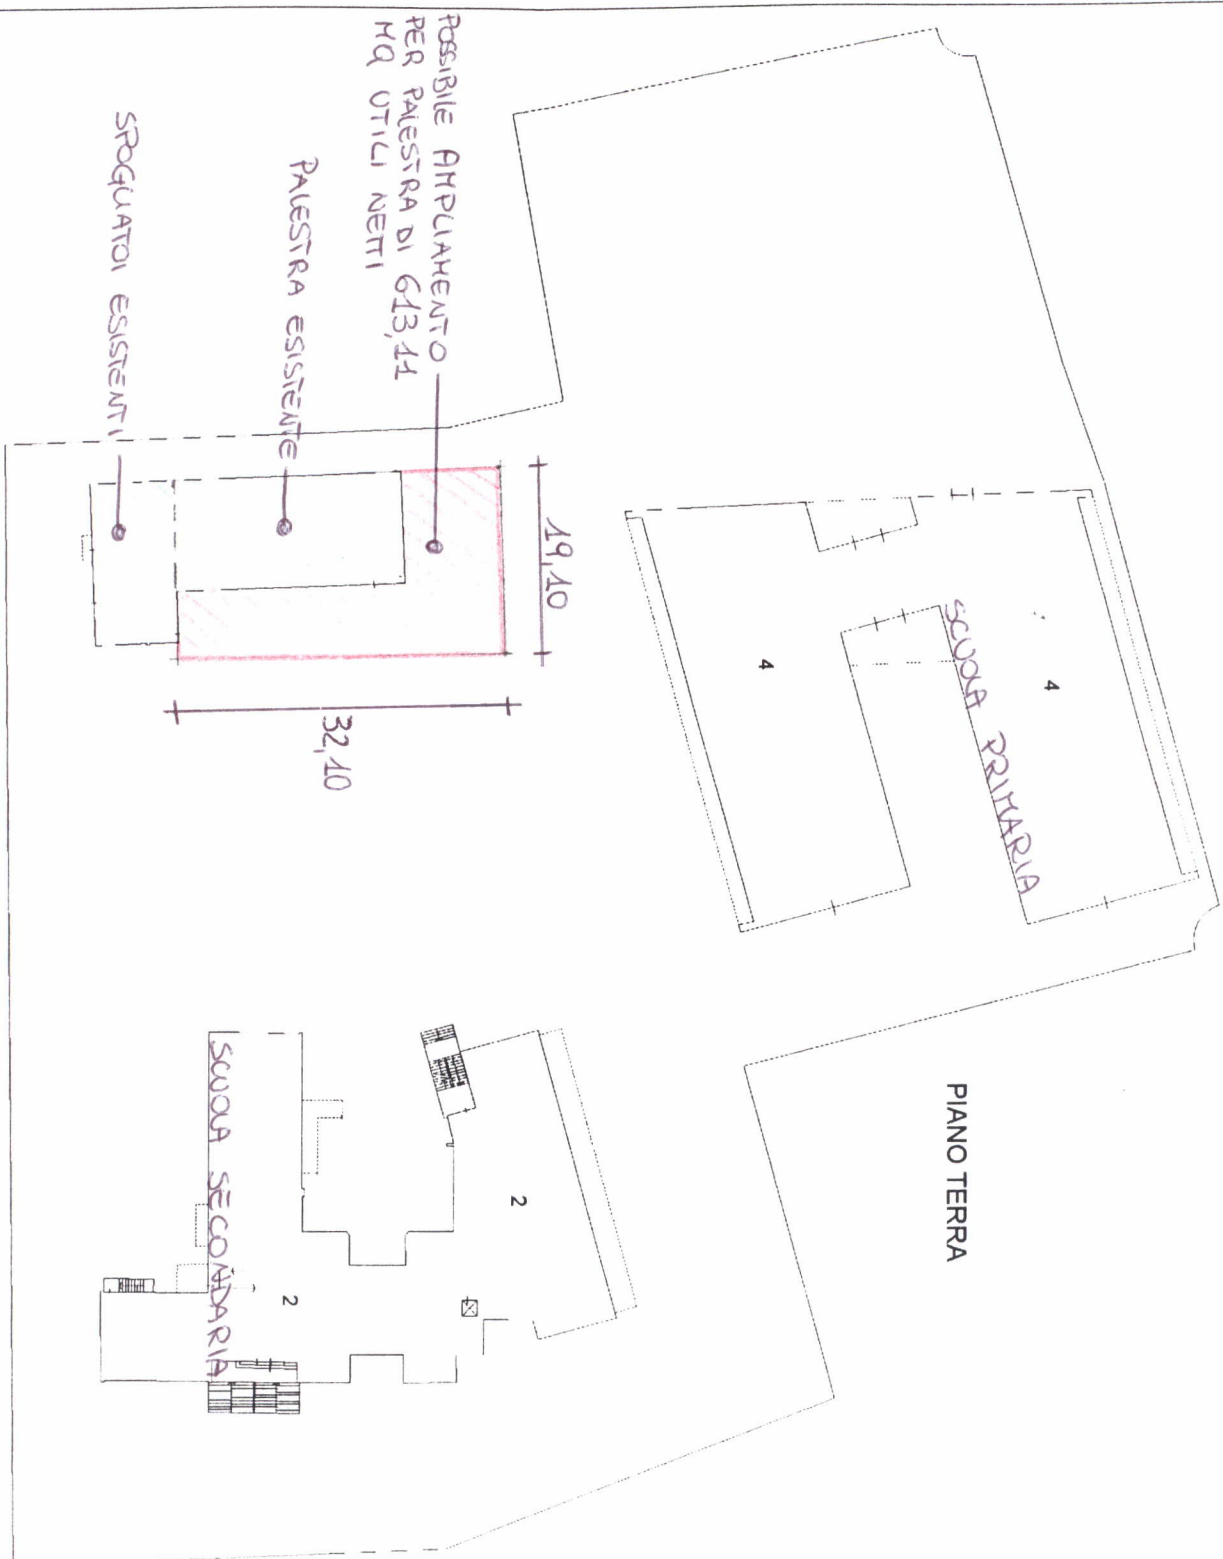 POSSIBILE AMPLIAMENTO
PER PALESTRA DI 613,11
MQ UTILI NETTI
PALESTRA ESISTENTE
SPOGLIATOI ESISTENTI
19,10
32,10
SCUOLA PRIMARIA
4
4
PIANO TERRA
SCUOLA SECONDARIA
2
2